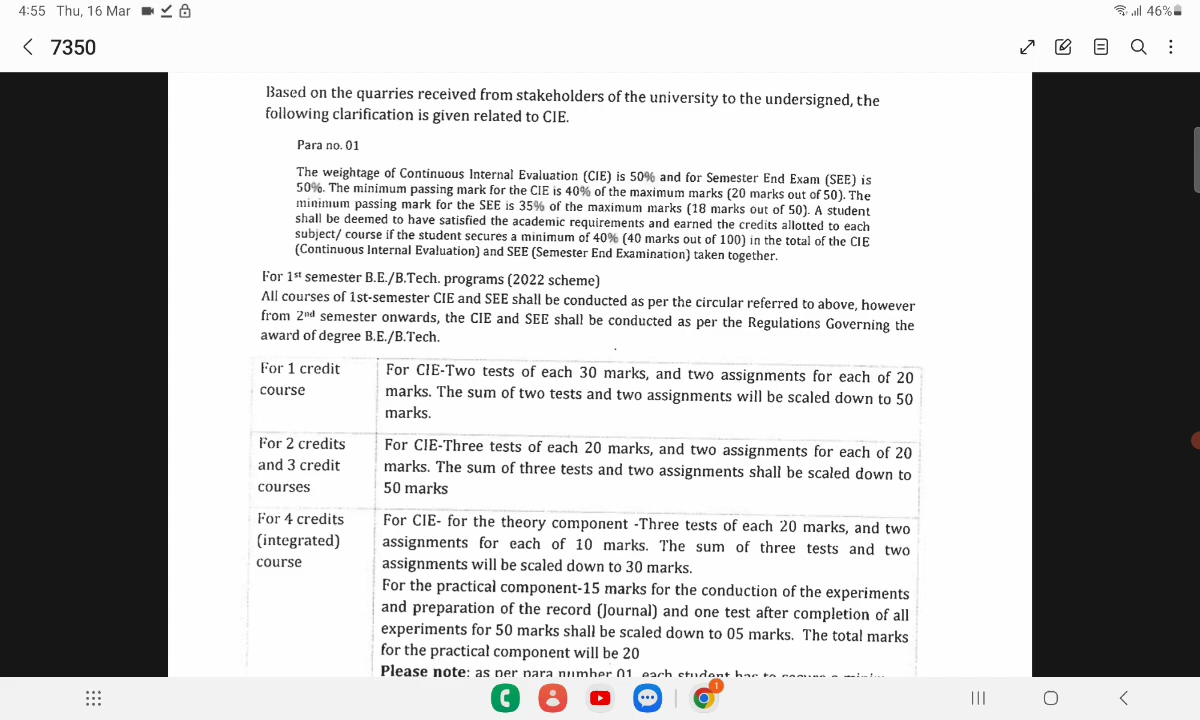 4:55 Thu, 16 Mar
46%
7350
Based on the quarries received from stakeholders of the university to the undersigned, the
following clarification is given related to CIE.
Para no. 01
The weightage of Continuous Internal Evaluation (CIE) is 50% and for Semester End Exam (SEE) is
50%. The minimum passing mark for the CIE is 40% of the maximum marks (20 marks out of 50). The
minimum passing mark for the SEE is 35% of the maximum marks (18 marks out of 50). A student
shall be deemed to have satisfied the academic requirements and earned the credits allotted to each
subject/ course if the student secures a minimum of 40% (40 marks out of 100) in the total of the CIE
(Continuous Internal Evaluation) and SEE (Semester End Examination) taken together.
For 1st semester B.E./B.Tech. programs (2022 scheme)
All courses of 1st-semester CIE and SEE shall be conducted as per the circular referred to above, however
from 2nd semester onwards, the CIE and SEE shall be conducted as per the Regulations Governing the
award of degree B.E./B.Tech.
For 1 credit
course
For CIE-Two tests of each 30 marks, and two assignments for each of 20
marks. The sum of two tests and two assignments will be scaled down to 50
marks.
For 2 credits
and 3 credit
courses
For CIE-Three tests of each 20 marks, and two assignments for each of 20
marks. The sum of three tests and two assignments shall be scaled down to
50 marks
For 4 credits
(integrated)
course
For CIE- for the theory component -Three tests of each 20 marks, and two
assignments for each of 10 marks. The sum of three tests and two
assignments will be scaled down to 30 marks.
For the practical component-15 marks for the conduction of the experiments
and preparation of the record (Journal) and one test after completion of all
experiments for 50 marks shall be scaled down to 05 marks. The total marks
for the practical component will be 20
Please note: as per para number 01, each student has to secure a
1